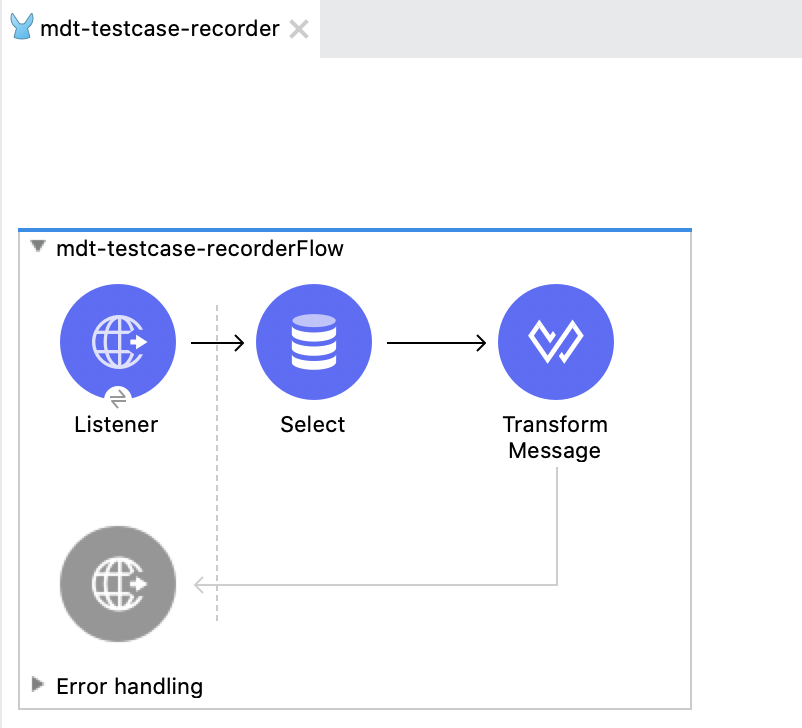 mdt-testcase-recorder
mdt-testcase-recorderFlow
Listener
Select
Transform
Message
Error handling